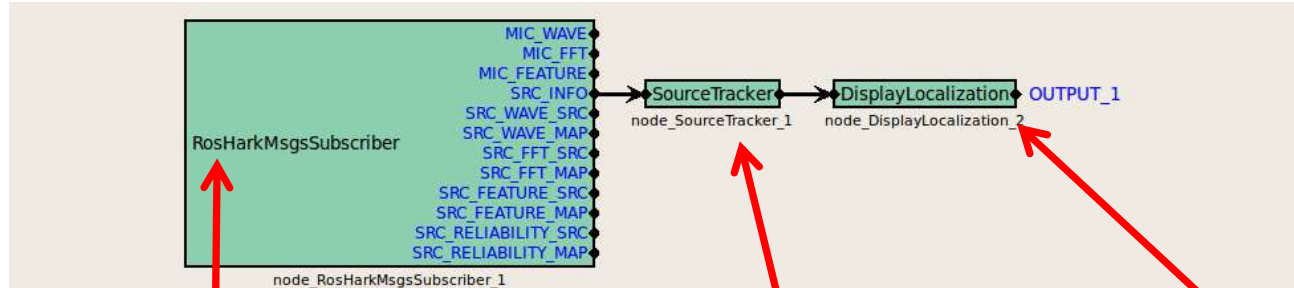 MIC_WAVE
MIC_FFT
MIC_FEATURE
SRC_INFO
SRC_WAVE_SRC
SRC_WAVE_MAP
RosHarkMsgsSubscriber
SRC_FFT_SRC
SRC_FFT_MAP
SRC_FEATURE_SRC
SRC_FEATURE_MAP
SRC_RELIABILITY_SRC
SRC_RELIABILITY_MAP
node_RosHarkMsgsSubscriber_1
SourceTracker
node_SourceTracker_1
DisplayLocalization
node_DisplayLocalization_2
OUTPUT_1